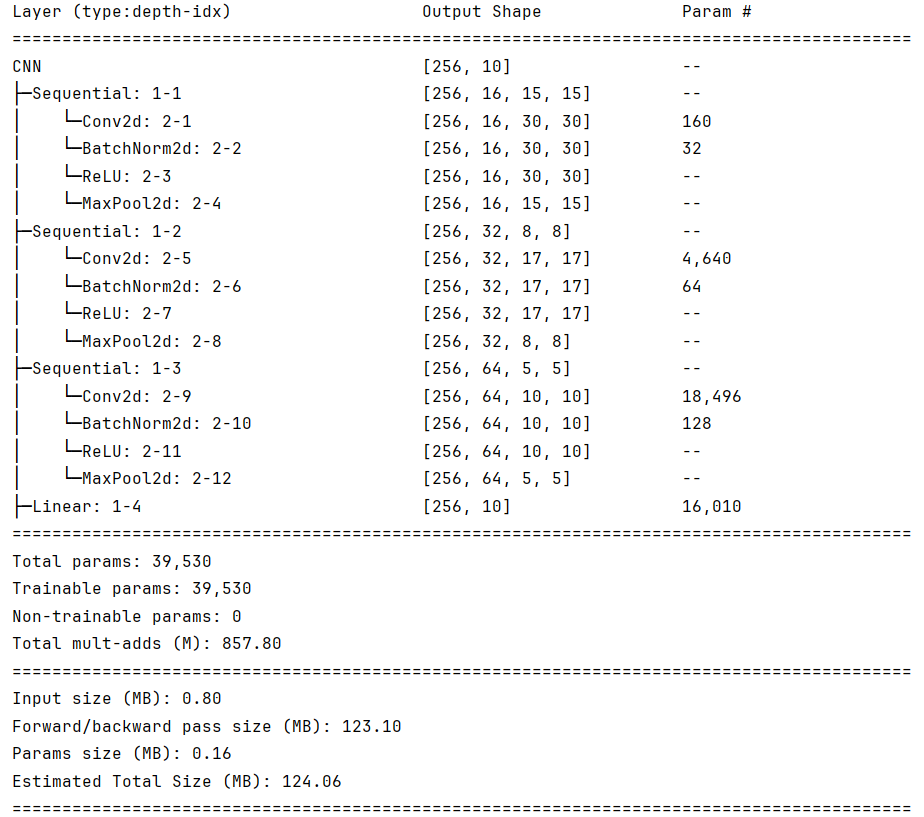 Layer (type:depth-idx)                   Output Shape              Param #
==========================================================================================
CNN                                      [256, 10]                 --
├─Sequential: 1-1                        [256, 16, 15, 15]         --
│    └─Conv2d: 2-1                       [256, 16, 30, 30]         160
│    └─BatchNorm2d: 2-2                  [256, 16, 30, 30]         32
│    └─ReLU: 2-3                         [256, 16, 30, 30]         --
│    └─MaxPool2d: 2-4                    [256, 16, 15, 15]         --
├─Sequential: 1-2                        [256, 32, 8, 8]           --
│    └─Conv2d: 2-5                       [256, 32, 17, 17]         4,640
│    └─BatchNorm2d: 2-6                  [256, 32, 17, 17]         64
│    └─ReLU: 2-7                         [256, 32, 17, 17]         --
│    └─MaxPool2d: 2-8                    [256, 32, 8, 8]           --
├─Sequential: 1-3                        [256, 64, 5, 5]           --
│    └─Conv2d: 2-9                       [256, 64, 10, 10]         18,496
│    └─BatchNorm2d: 2-10                 [256, 64, 10, 10]         128
│    └─ReLU: 2-11                        [256, 64, 10, 10]         --
│    └─MaxPool2d: 2-12                   [256, 64, 5, 5]           --
├─Linear: 1-4                            [256, 10]                 16,010
==========================================================================================
Total params: 39,530
Trainable params: 39,530
Non-trainable params: 0
Total mult-adds (M): 857.80
==========================================================================================
Input size (MB): 0.80
Forward/backward pass size (MB): 123.10
Params size (MB): 0.16
Estimated Total Size (MB): 124.06
==========================================================================================